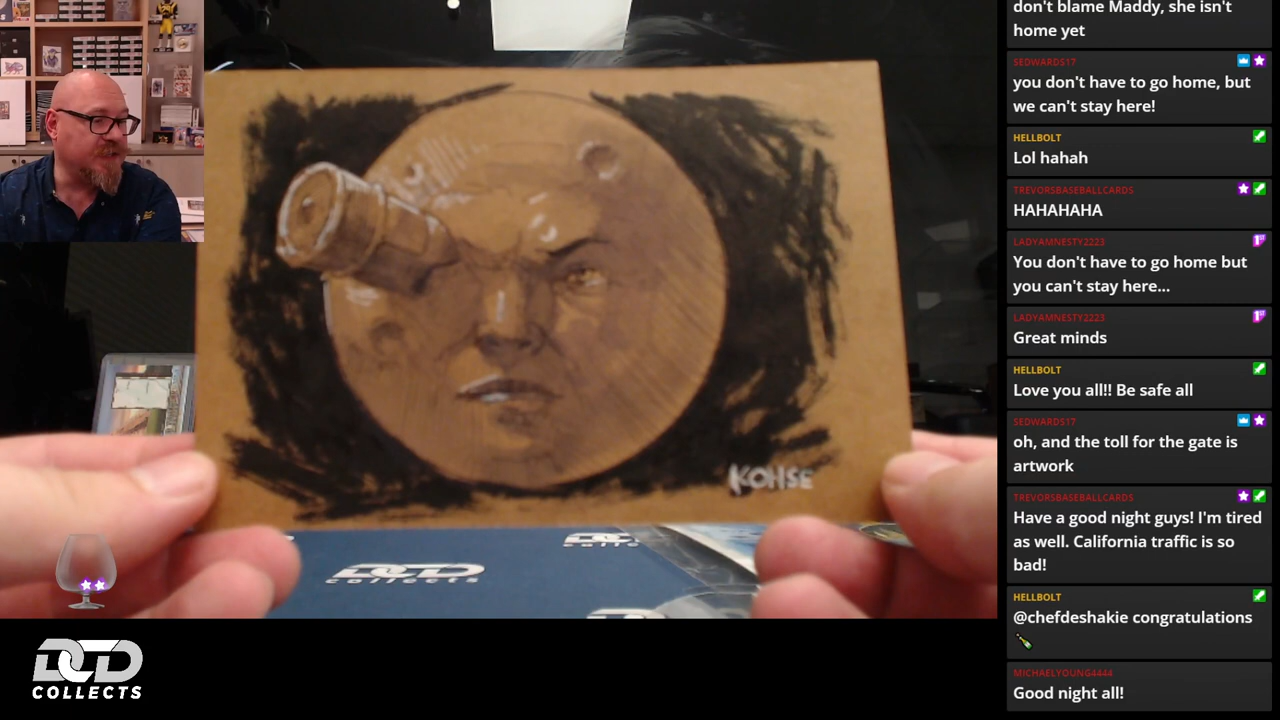 don't blame Maddy, she isn't
home yet
SEDWARDS17
you don't have to go home, but
we can't stay here!
HELLBOLT
Lol hahah
TREVORSBASEBALLCARDS
HAHAHAHA
LADYAMNESTY2223
You don't have to go home but
you can't stay here...
LADYAMNESTY2223
Great minds
HELLBOLT
Love you all!! Be safe all
SEDWARDS17
oh, and the toll for the gate is
artwork
TREVORSBASEBALLCARDS
Have a good night guys! I'm tired
as well. California traffic is so
bad!
HELLBOLT
@chefdeshakie congratulations
MICHAELYOUNG4444
Good night all!
KOHSE
DCD
collects
DCD
COLLECTS